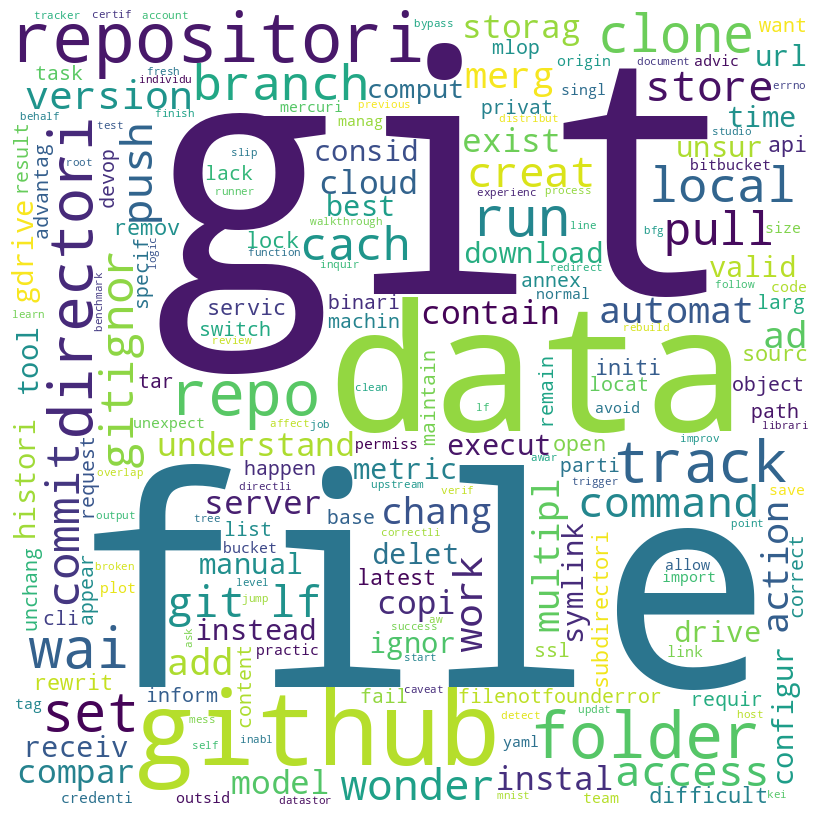 tracker
certif
account
bypass
storag
clone
want
repositori
mlop
origin
document
advic
url
task
fresh
individu
branch
comput
merg
privat
singl
store
errno
version
mercuri
previous
distribut
studio
time
behalf
test
finish
manag
git
exist
unsur
api
root
push
slip
lack
consid
creat
bitbucket
result
advantag
devop
runner
cloud
experienc
process
local
best
run
line
bfg
walkthrough
directori
remov
lock
cach
pull
function
inquir
download
redirect
follow
size
gdrive
specif
logic
annex
valid
code
servic
binari
normal
automat
larg
learn
benchmark
switch
machin
contain
rebuild
review
data
ad
tool
gitignor
tar
repo
initi
sourc
maintain
locat
object
remain
clean
lf
avoid
path
librari
histori
commit
unexpect
affect
job
understand
permiss
execut
open
improv
request
overlap
happen
metric
parti
track
want
save
directli
upstream
awar
verif
trigger
file
output
tree
server
chang
command
document
base
list
correctli
point
unchang
appear
broken
bucket
delet
multipl
symlink
action
correct
plot
manual
level
latest
work
allow
import
cli
git lf
jump
aw
copi
drive
wai
add
instead
success
ignor
ssl
subdirectori
link
ask
practic
start
rewrit
inform
content
fail
caveat
filenotfounderror
requir
configur
tag
set
mess
github
detect
updat
host
receiv
self
inabl
yaml
folder
compar
model
wonder
instal
access
credenti
outsid
datastor
mnist
team
difficult
kei